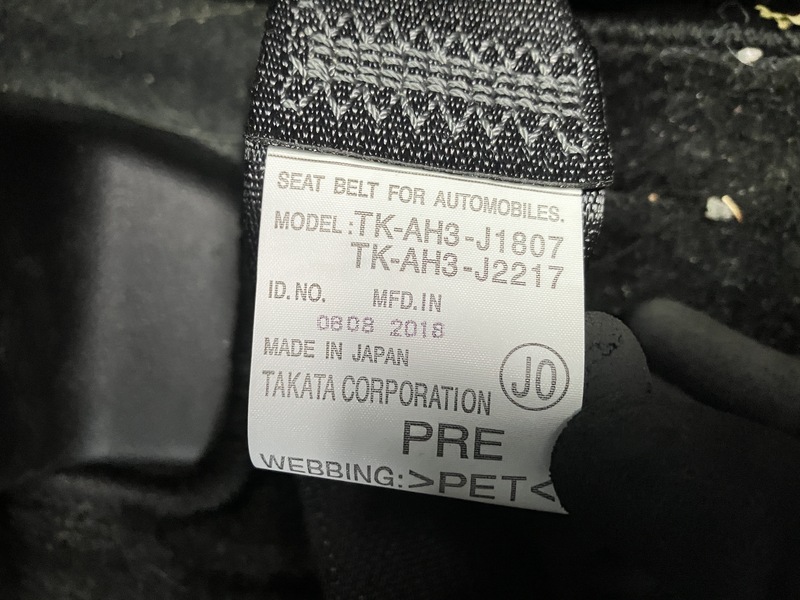 SEAT BELT FOR AUTOMOBILES.
MODEL:TK-AH3-J1807
TK-AH3-J2217
ID.NO. MFD.IN
0808 2018
MADE IN JAPAN
TAKATA CORPORATION
J0
PRE
WEBBING:>PET<